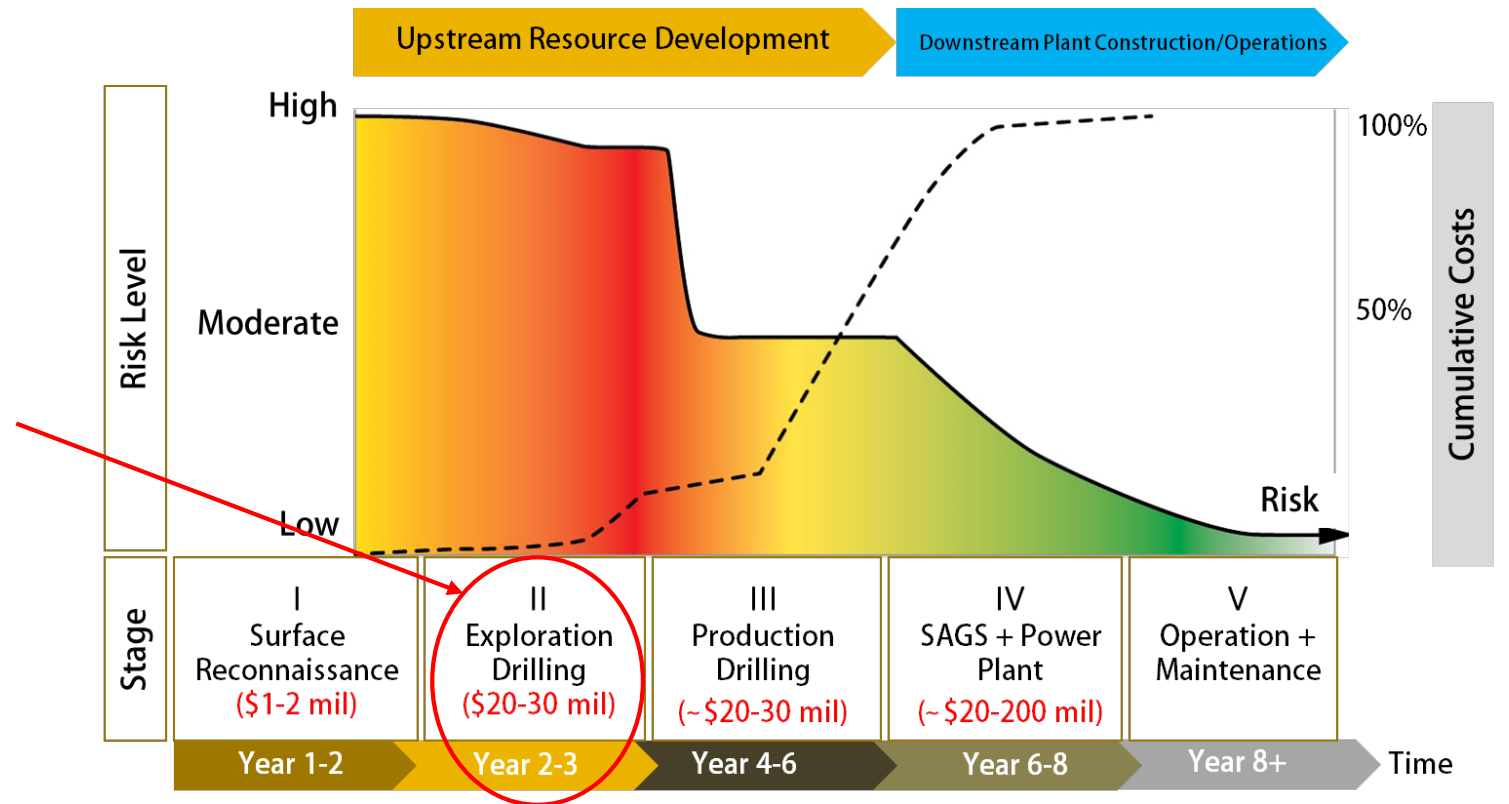 Upstream Resource Development
Downstream Plant Construction/Operations
High
100%
Risk Level
Moderate
50%
Cumulative Costs
Low
Risk
Stage
I
Surface
Reconnaissance
($1-2 mil)
II
Exploration
Drilling
($20-30 mil)
III
Production
Drilling
(~$20-30 mil)
IV
SAGS + Power
Plant
(~$20-200 mil)
V
Operation +
Maintenance
Year 1-2
Year 2-3
Year 4-6
Year 6-8
Year 8+
Time